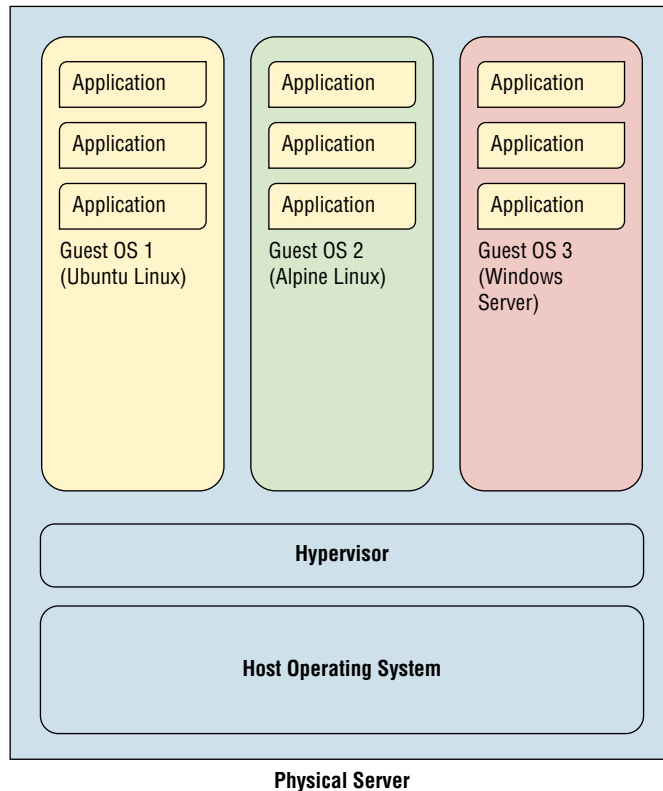 Application
Application
Application
Guest OS 1
(Ubuntu Linux)
Application
Application
Application
Guest OS 2
(Alpine Linux)
Application
Application
Application
Guest OS 3
(Windows
Server)
Hypervisor
Host Operating System
Physical Server